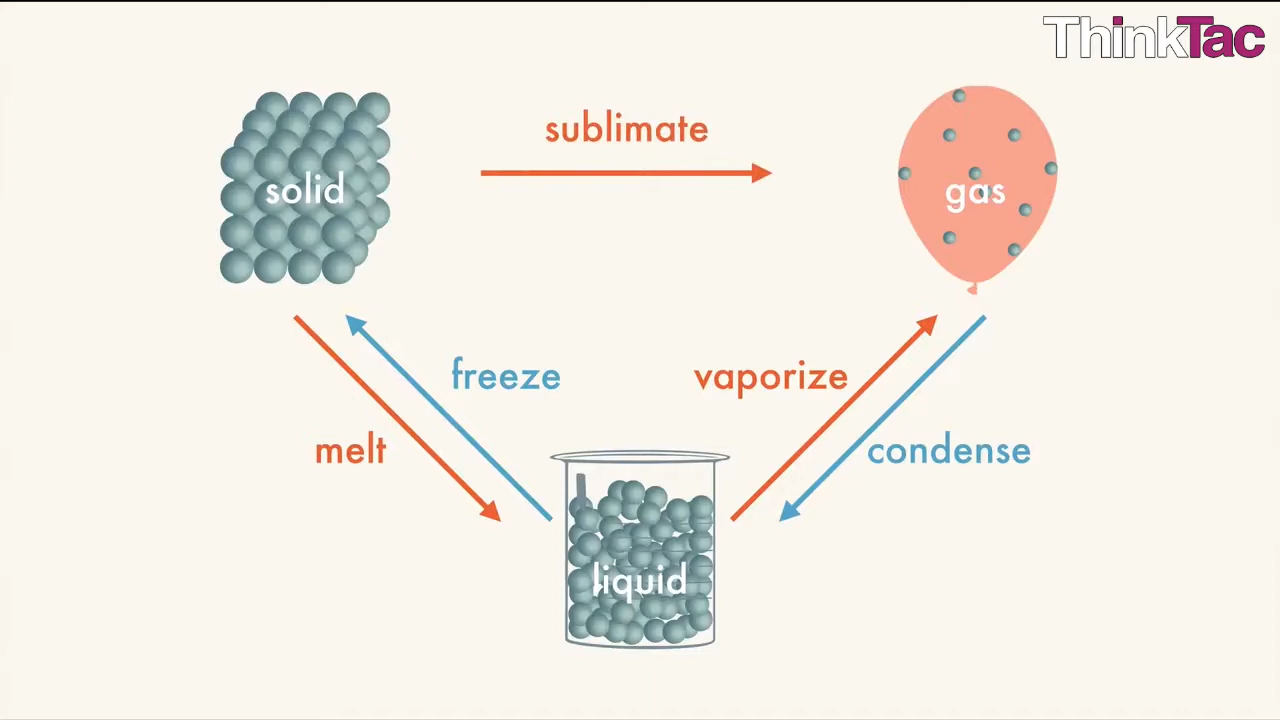 ThinkTac
sublimate
solid
gas
freeze
vaporize
melt
condense
liquid